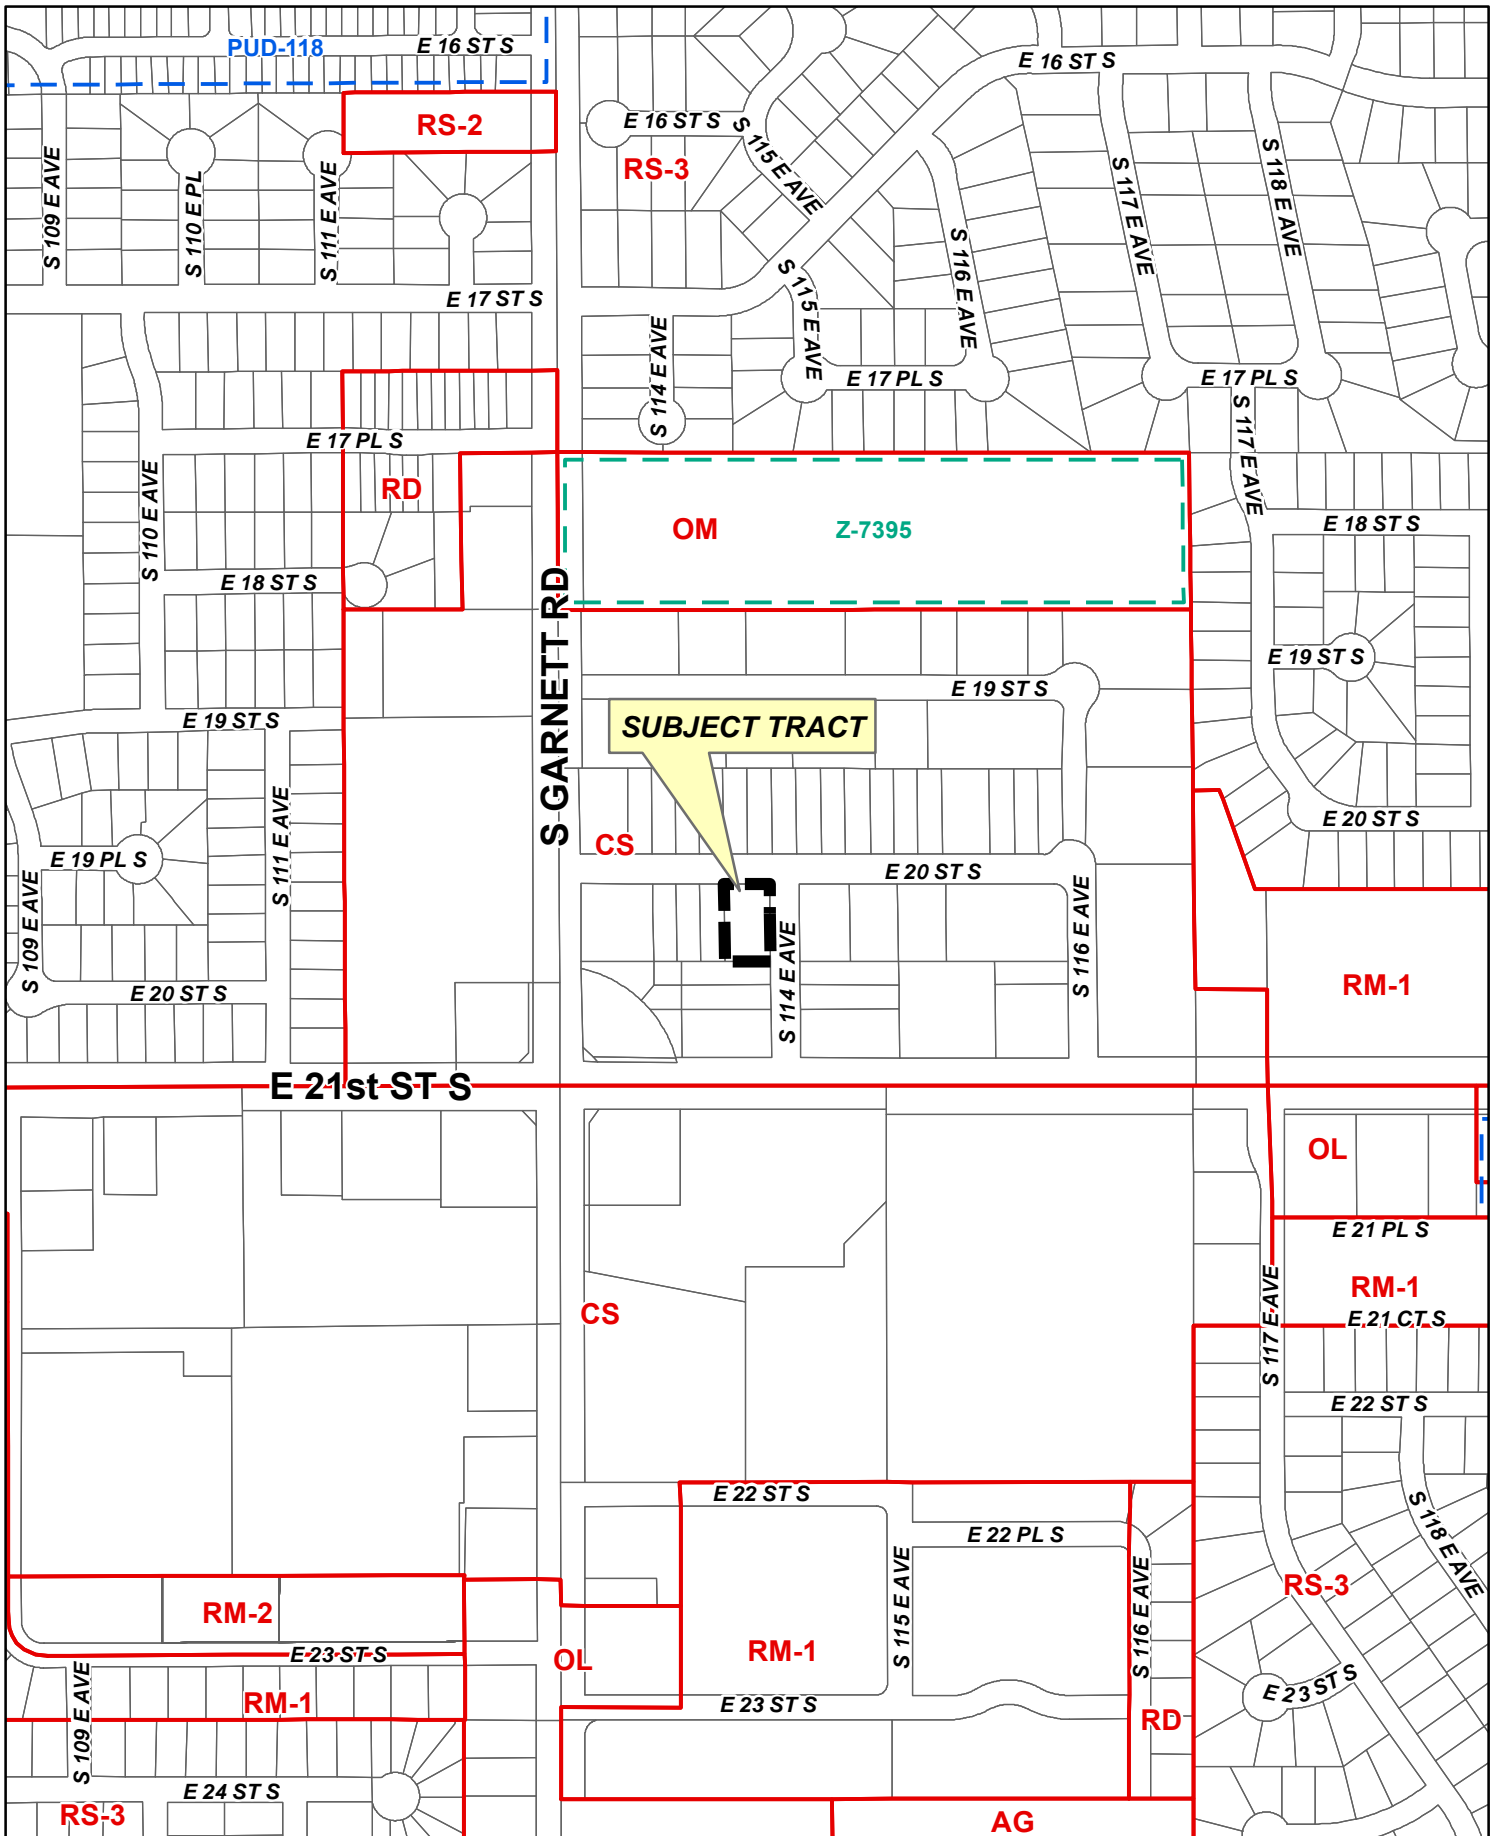 PUD-118
E 16 ST S
E 16 ST S
RS-2
E 16 ST S
S 115 E AVE
RS-3
S 109 E AVE
S 110 E PL
S 111 E AVE
S 117 E AVE
S 118 E AVE
S 116 E AVE
S 115 E AVE
E 17 ST S
S 114 E AVE
E 17 PL S
E 17 PL S
S 117 E AVE
E 17 PL S
S 110 E AVE
RD
OM
Z-7395
E 18 ST S
E 18 ST S
S GARNETT RD
E 19 ST S
E 19 ST S
E 19 ST S
SUBJECT TRACT
S 111 E AVE
E 20 ST S
CS
E 19 PL S
E 20 ST S
S 109 E AVE
S 116 E AVE
S 114 E AVE
E 20 ST S
RM-1
E 21st ST S
OL
E 21 PL S
RM-1
CS
E 21 CT S
S 117 E AVE
E 22 ST S
E 22 ST S
E 22 PL S
S 118 E AVE
S 115 E AVE
S 116 E AVE
RS-3
RM-2
E 23 ST S
OL
RM-1
E 23 ST S
E 23 ST S
RM-1
S 109 E AVE
RD
E 24 ST S
RS-3
AG